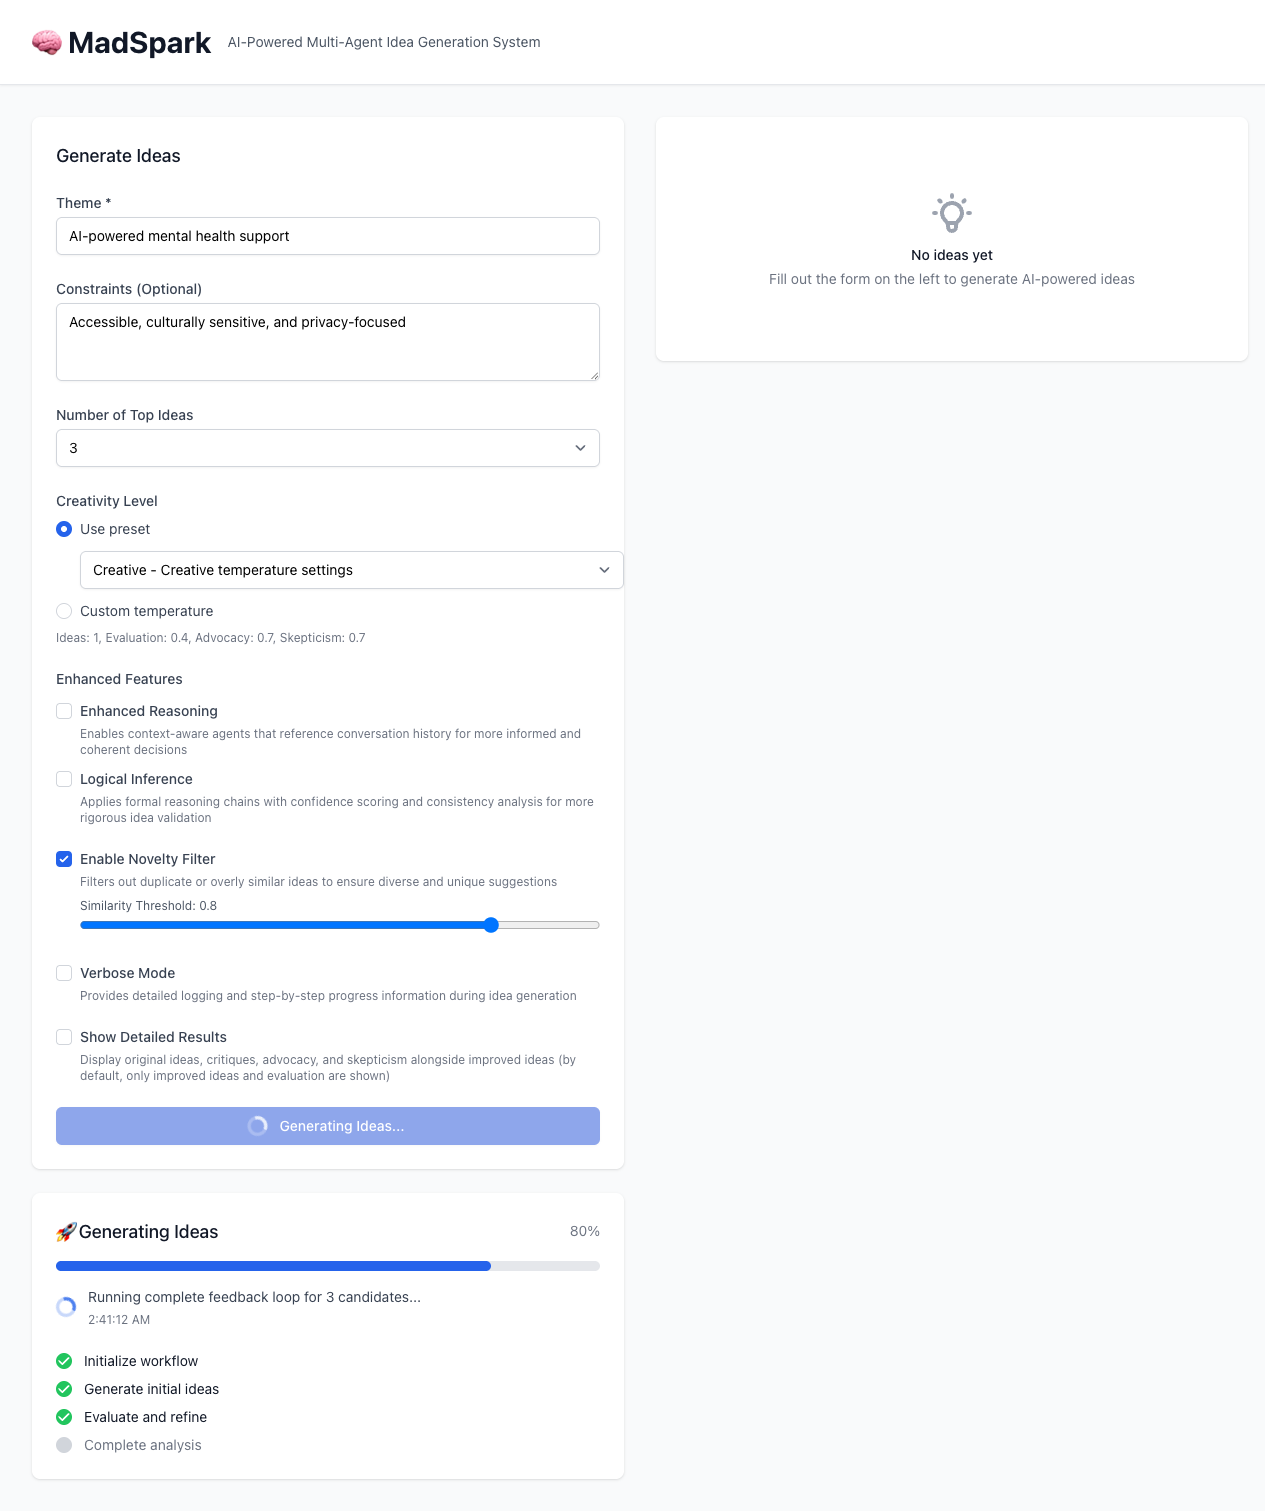 MadSpark
AI-Powered Multi-Agent Idea Generation System
Generate Ideas
Theme *
AI-powered mental health support
Constraints (Optional)
Accessible, culturally sensitive, and privacy-focused
Number of Top Ideas
3
Creativity Level
Use preset
Creative - Creative temperature settings
Custom temperature
Ideas: 1, Evaluation: 0.4, Advocacy: 0.7, Skepticism: 0.7
Enhanced Features
Enhanced Reasoning
Enables context-aware agents that reference conversation history for more informed and
coherent decisions
Logical Inference
Applies formal reasoning chains with confidence scoring and consistency analysis for more
rigorous idea validation
Enable Novelty Filter
Filters out duplicate or overly similar ideas to ensure diverse and unique suggestions
Similarity Threshold: 0.8
Verbose Mode
Provides detailed logging and step-by-step progress information during idea generation
Show Detailed Results
Display original ideas, critiques, advocacy, and skepticism alongside improved ideas (by
default, only improved ideas and evaluation are shown)
Generating Ideas...
Generating Ideas
80%
Running complete feedback loop for 3 candidates...
2:41:12 AM
Initialize workflow
Generate initial ideas
Evaluate and refine
Complete analysis
No ideas yet
Fill out the form on the left to generate AI-powered ideas